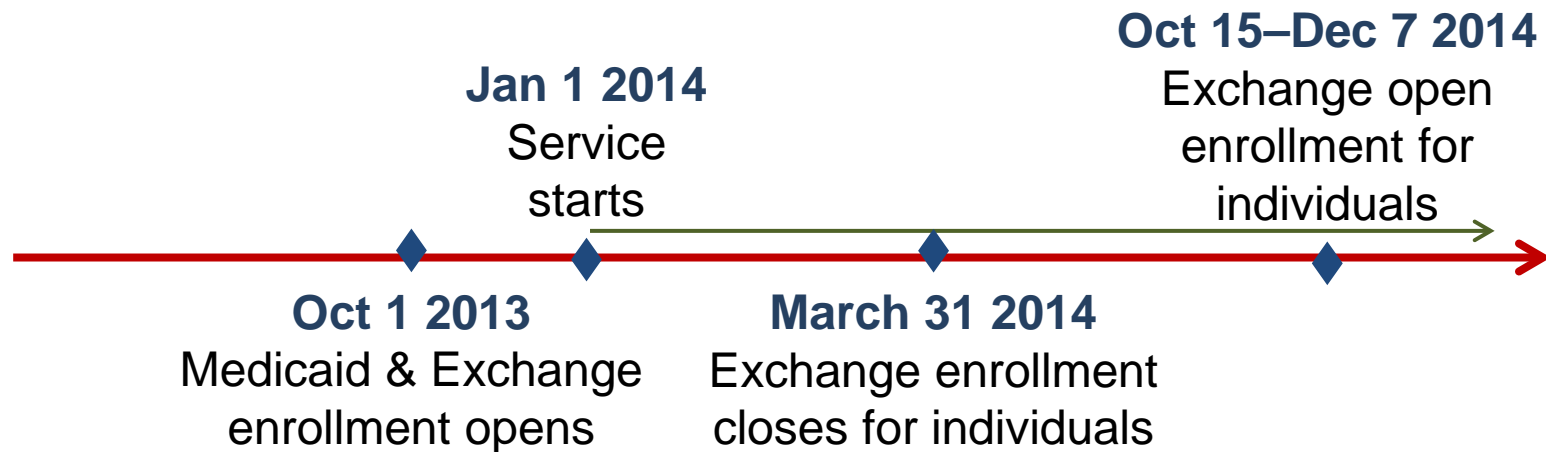 Oct 15–Dec 7 2014
Exchange open
enrollment for
individuals
Jan 1 2014
Service
starts
Oct 1 2013
Medicaid & Exchange
enrollment opens
March 31 2014
Exchange enrollment
closes for individuals